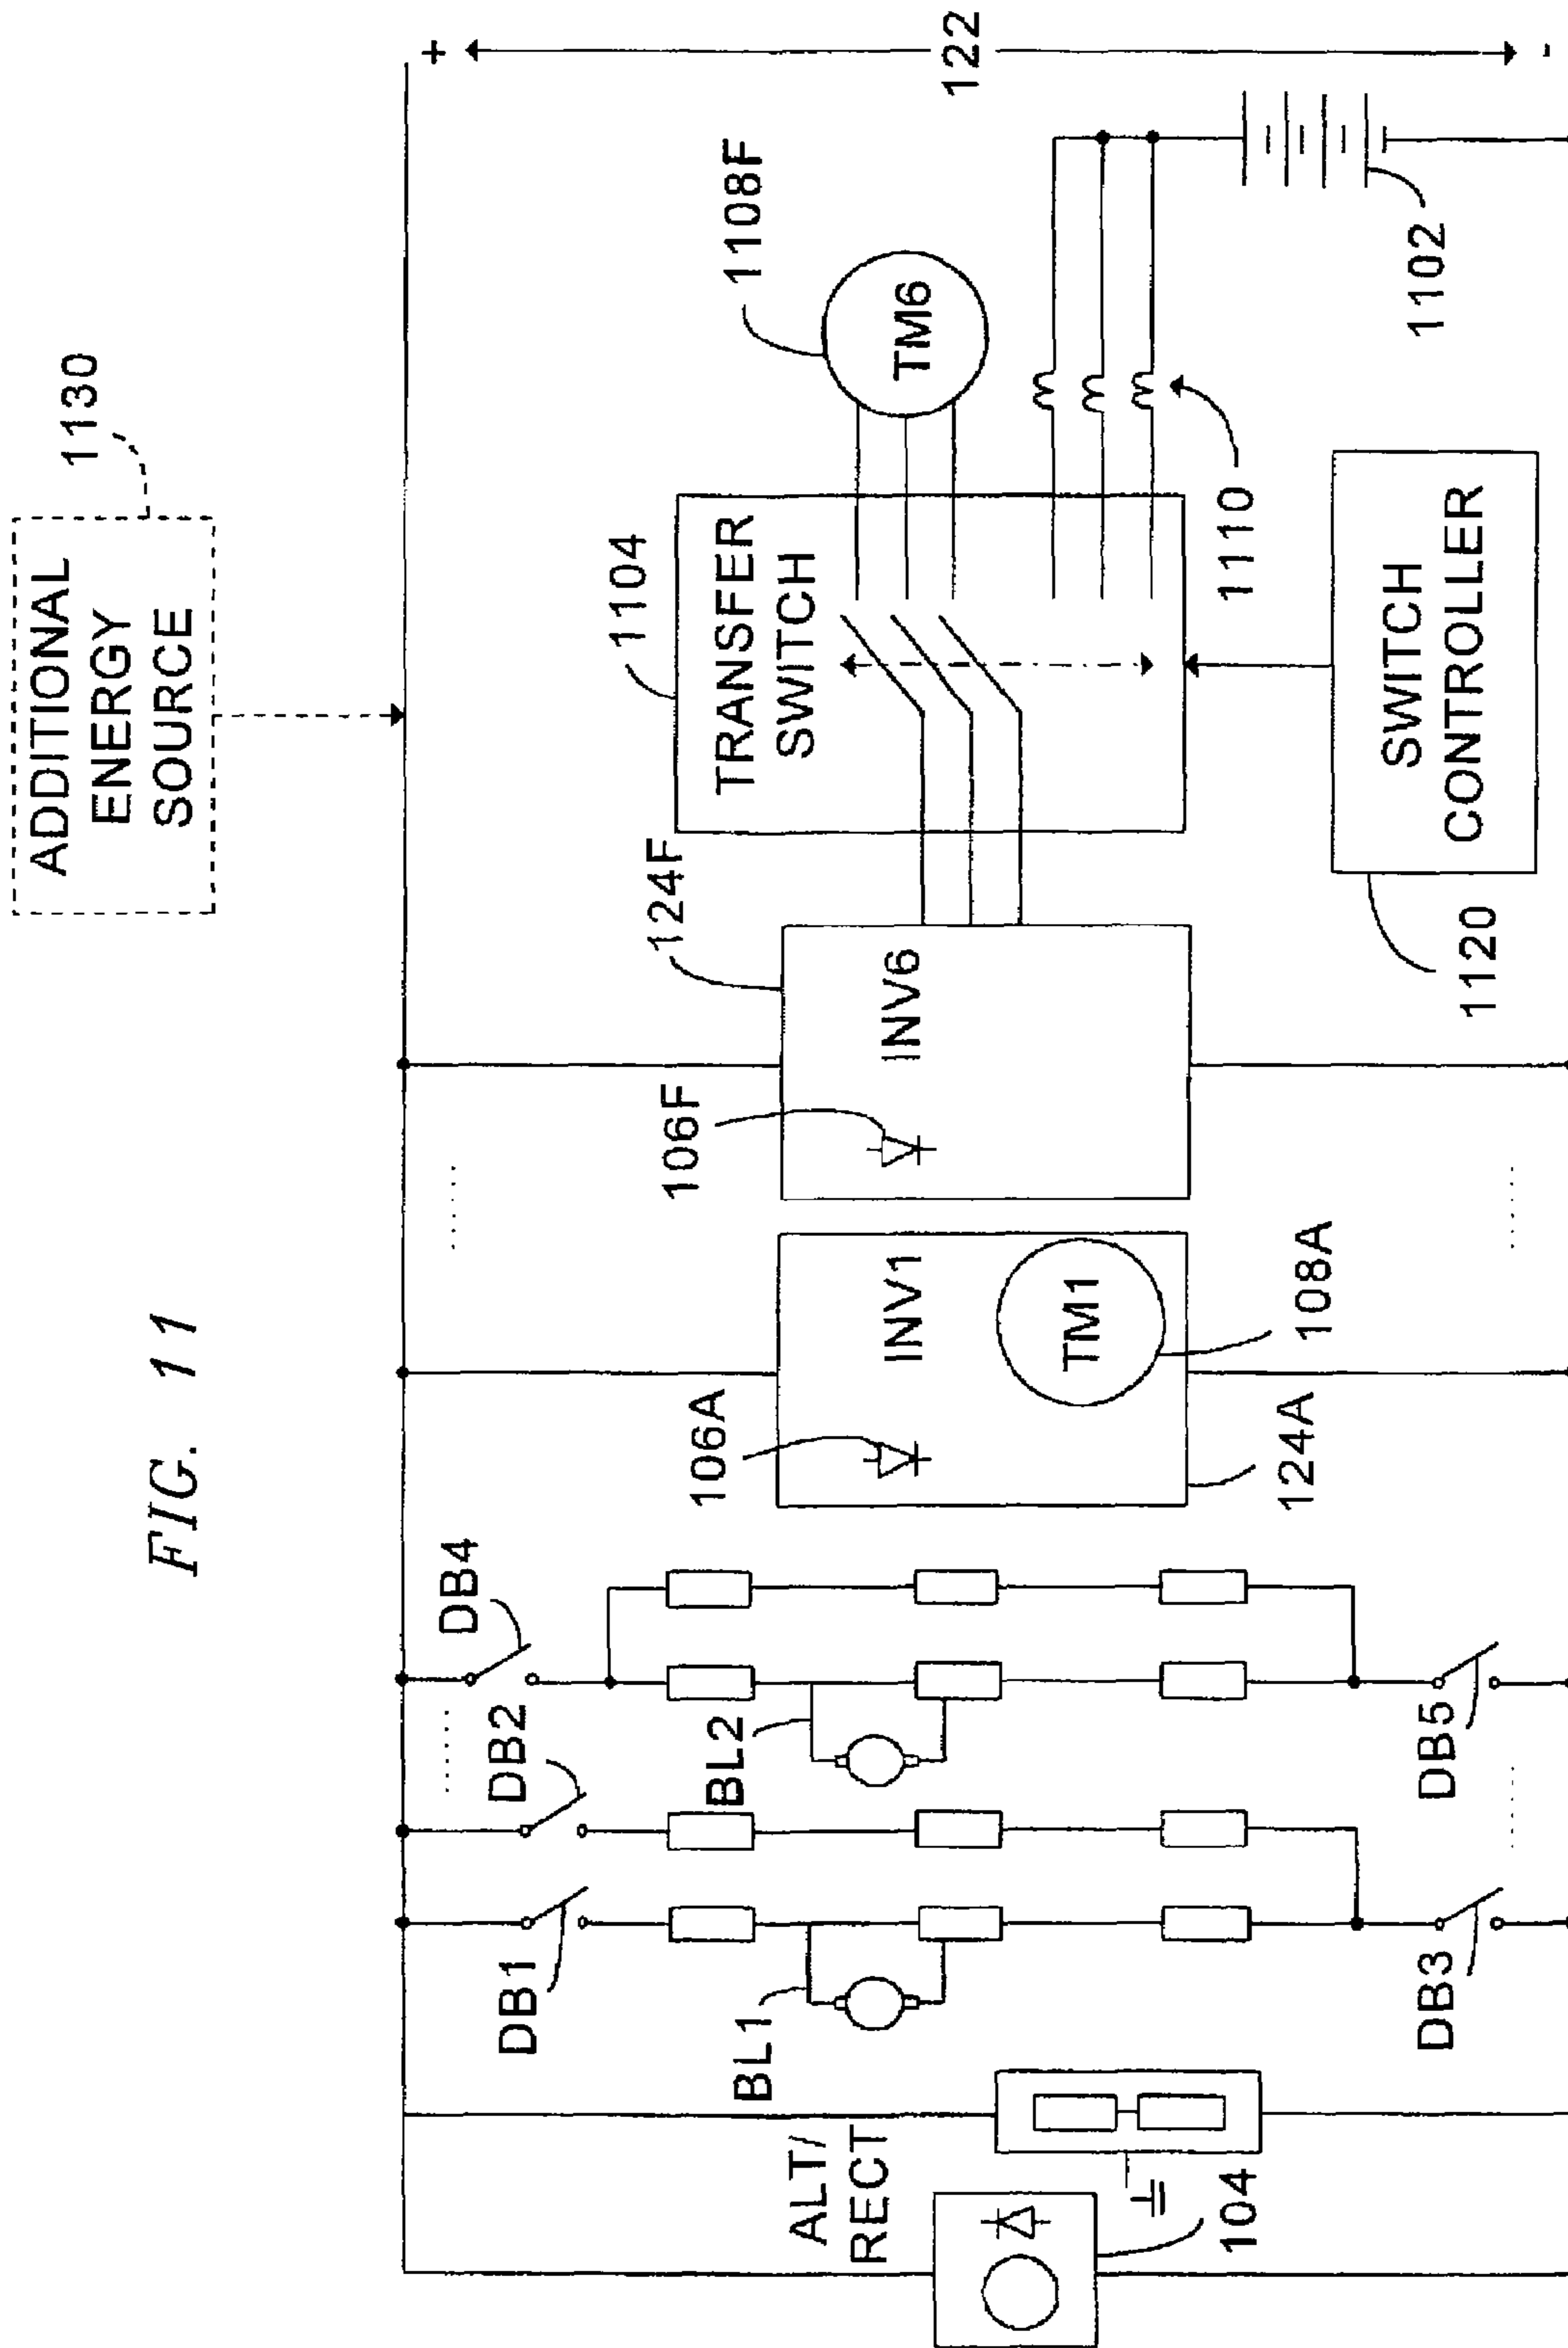 FIG. 11
ADDITIONAL
ENERGY
SOURCE
1130
+
122
-
ALT/
RECT
104
DB1
DB2
DB4
BL1
BL2
DB3
DB5
106A
INV1
TM1
108A
124A
106F
INV6
124F
TRANSFER
SWITCH
1104
TM6
1108F
1110
1102
SWITCH
CONTROLLER
1120